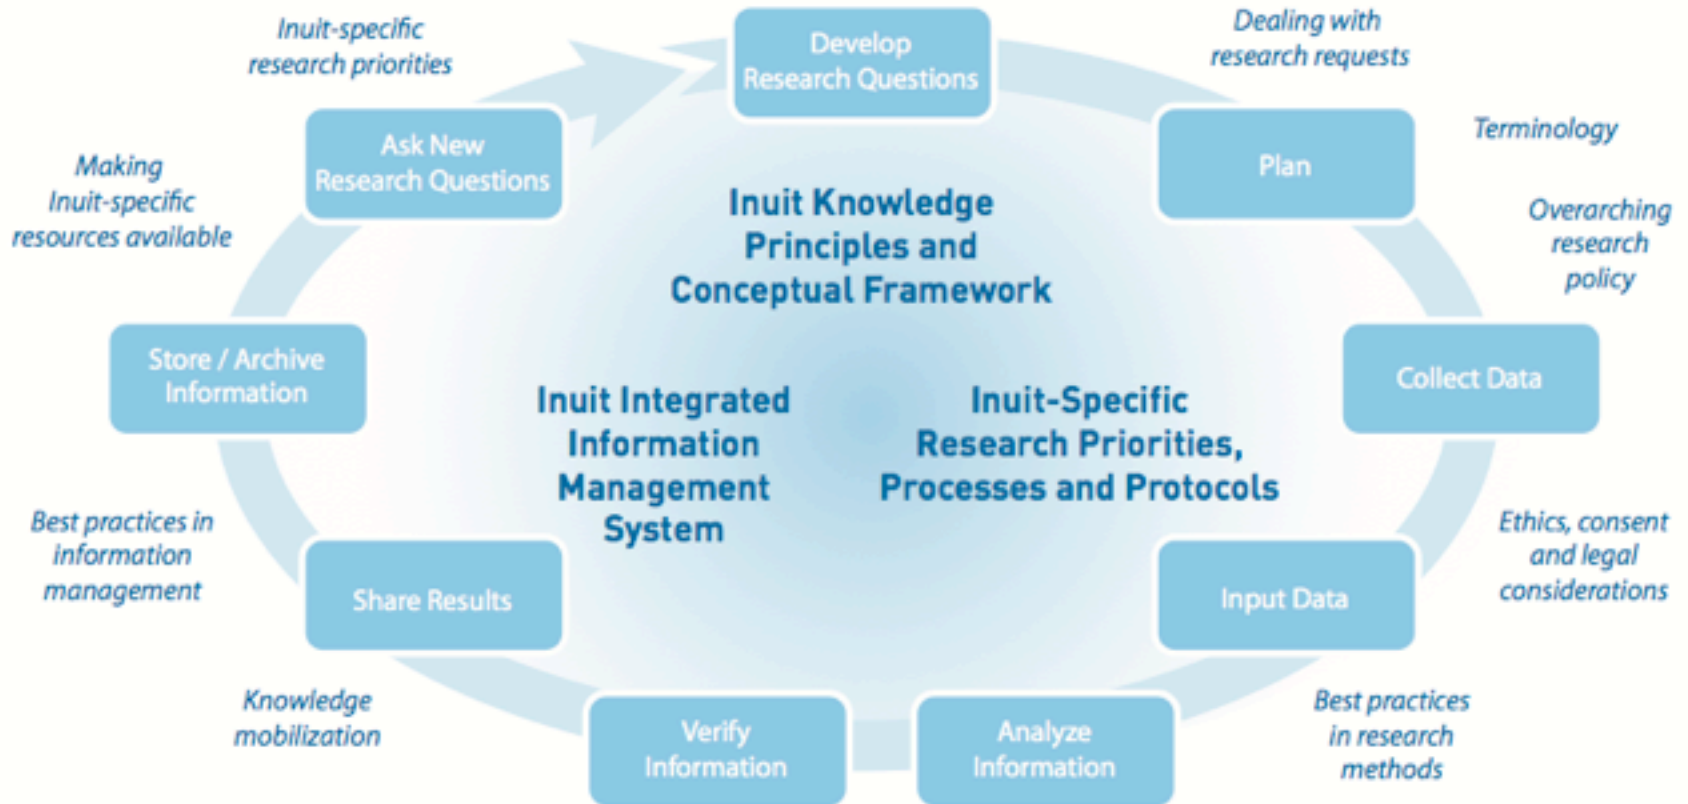 Inuit-specific
research priorities
Develop
Research Questions
Dealing with
research requests
Ask New
Research Questions
Plan
Terminology
Making
Inuit-specific
resources available
Inuit Knowledge
Principles and
Conceptual Framework
Overarching
research
policy
Store / Archive
Information
Collect Data
Inuit Integrated
Information
Management
System
Inuit-Specific
Research Priorities,
Processes and Protocols
Best practices in
information
management
Share Results
Input Data
Ethics, consent
and legal
considerations
Knowledge
mobilization
Verify
Information
Analyze
Information
Best practices
in research
methods